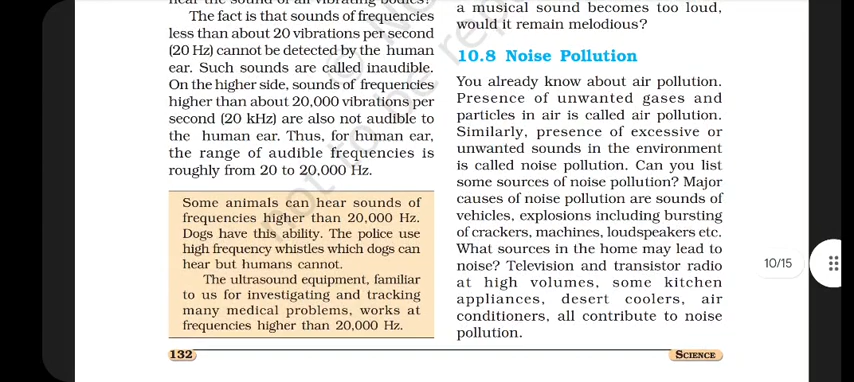 hear the sound of all vibrating bodies?
The fact is that sounds of frequencies
less than about 20 vibrations per second
(20 Hz) cannot be detected by the human
ear. Such sounds are called inaudible.
On the higher side, sounds of frequencies
higher than about 20,000 vibrations per
second (20 kHz) are also not audible to
the human ear. Thus, for human ear,
the range of audible frequencies is
roughly from 20 to 20,000 Hz.
Some animals can hear sounds of
frequencies higher than 20,000 Hz.
Dogs have this ability. The police use
high frequency whistles which dogs can
hear but humans cannot.
The ultrasound equipment, familiar
to us for investigating and tracking
many medical problems, works at
frequencies higher than 20,000 Hz.
132
a musical sound becomes too loud,
would it remain melodious?
10.8 Noise Pollution
You already know about air pollution.
Presence of unwanted gases and
particles in air is called air pollution.
Similarly, presence of excessive or
unwanted sounds in the environment
is called noise pollution. Can you list
some sources of noise pollution? Major
causes of noise pollution are sounds of
vehicles, explosions including bursting
of crackers, machines, loudspeakers etc.
What sources in the home may lead to
noise? Television and transistor radio
at high volumes, some kitchen
appliances, desert coolers, air
conditioners, all contribute to noise
pollution.
SCIENCE
10/15
not to be rep